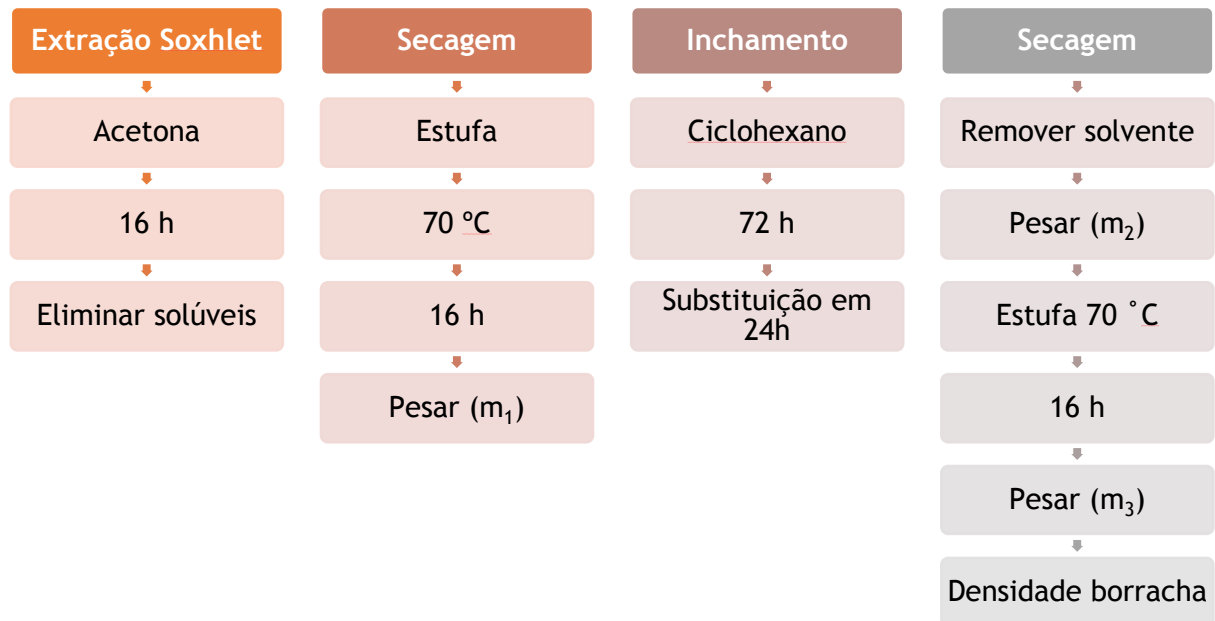 Extração Soxhlet
Acetona
16 h
Eliminar solúveis
Secagem
Estufa
70 ºC
16 h
Pesar (m₁)
Inchamento
Ciclohexano
72 h
Substituição em
24h
Secagem
Remover solvente
Pesar (m₂)
Estufa 70 ˚C
16 h
Pesar (m₃)
Densidade borracha